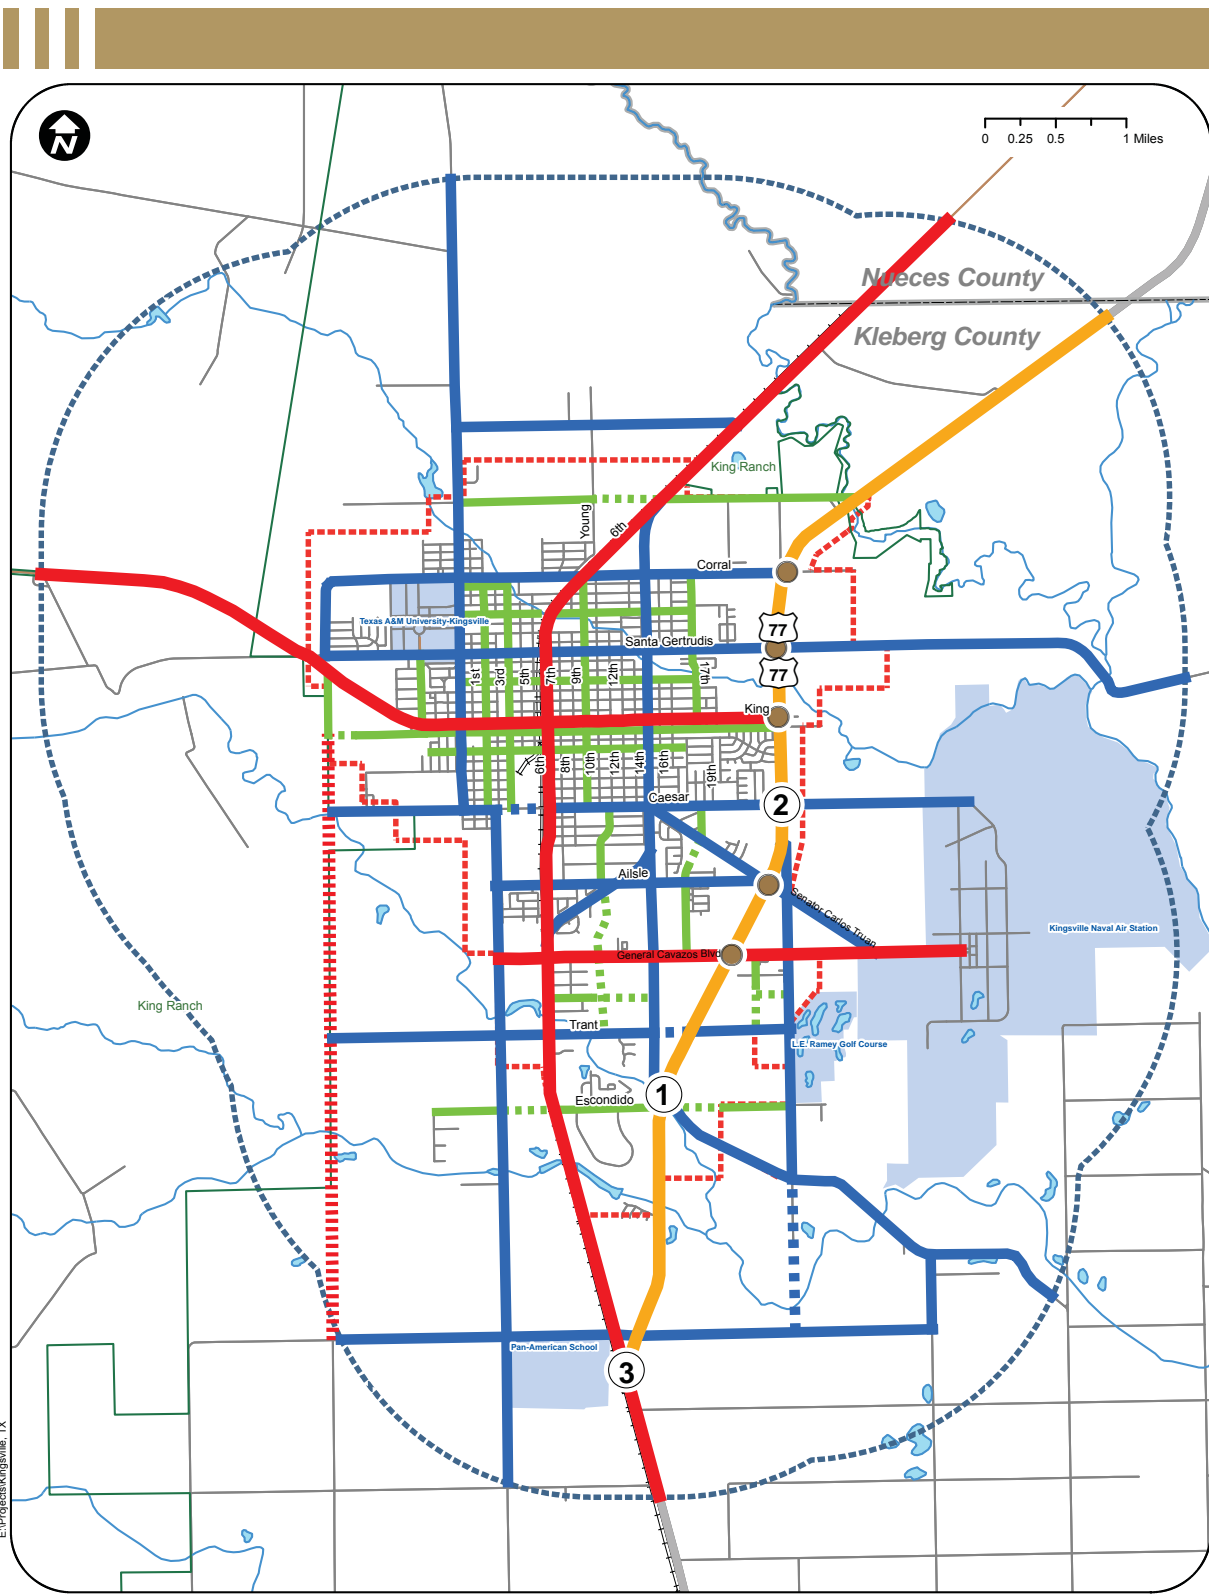 N
0 0.25 0.5 1 Miles
Nueces County
Kleberg County
King Ranch
Young
6th
Corral
Texas A&M University-Kingsville
77
Santa Gertrudis
77
1st
3rd
5th
7th
9th
12th
17th
King
6th
8th
10th
12th
14th
16th
19th
Caesar
2
Ailsle
Senator Carlos Truan
Kingsville Naval Air Station
General Cavazos Blvd
King Ranch
Trant
L.E. Ramey Golf Course
1
Escondido
Pan-American School
3
E:\Projects\Kingsville, TX